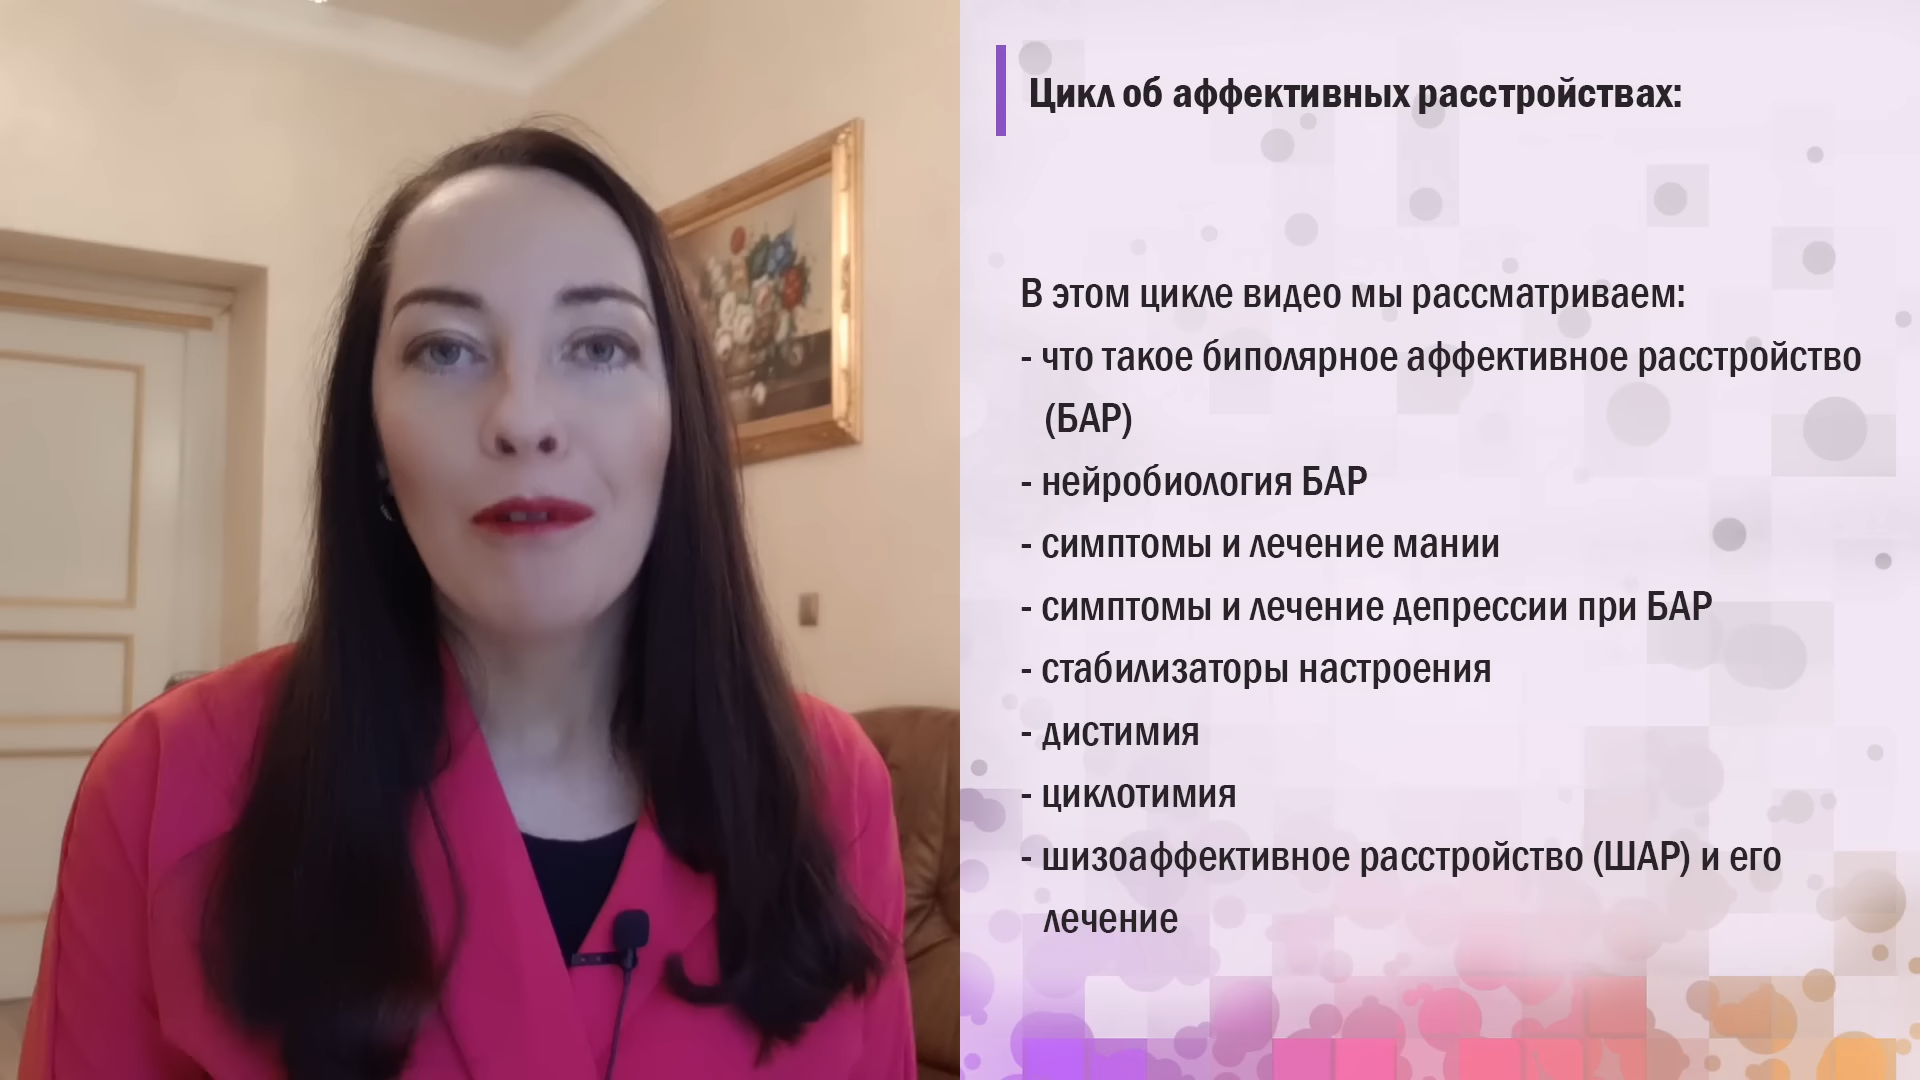 Цикл об аффективных расстройствах:
В этом цикле видео мы рассматриваем:
- что такое биполярное аффективное расстройство
(БАР)
- нейробиология БАР
- симптомы и лечение мании
- симптомы и лечение депрессии при БАР
- стабилизаторы настроения
- дистимия
- циклотимия
- шизоаффективное расстройство (ШАР) и его
лечение